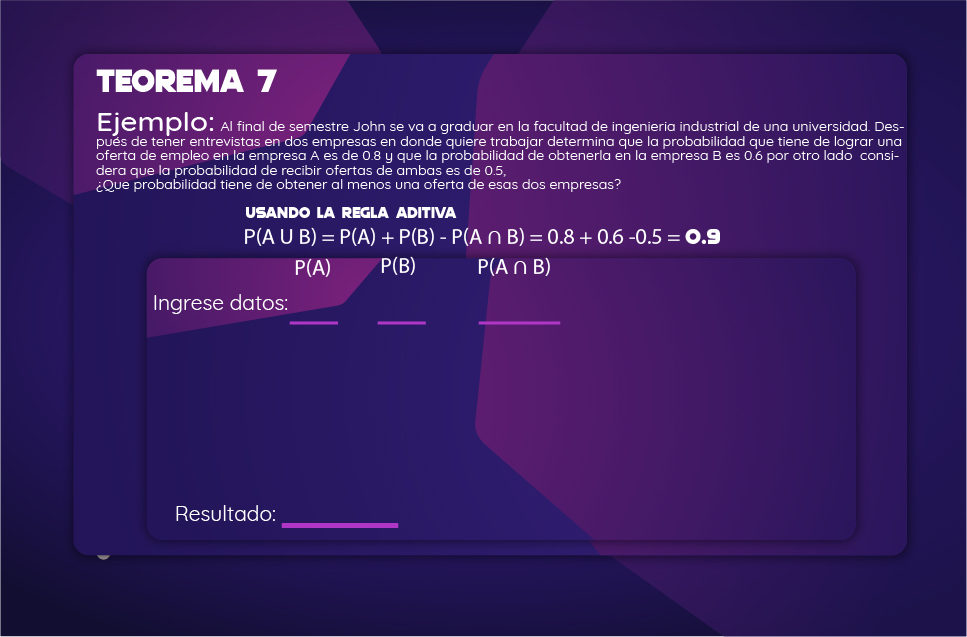 TEOREMA 7
Ejemplo: Al final de semestre John se va a graduar en la facultad de ingenieria industrial de una universidad. Des-
pués de tener entrevistas en dos empresas en donde quiere trabajar determina que la probabilidad que tiene de lograr una
oferta de empleo en la empresa A es de 0.8 y que la probabilidad de obtenerla en la empresa B es 0.6 por otro lado consi-
dera que la probabilidad de recibir ofertas de ambas es de 0.5,
¿Que probabilidad tiene de obtener al menos una oferta de esas dos empresas?
USANDO LA REGLA ADITIVA
P(A U B) = P(A) + P(B) - P(A ∩ B) = 0.8 + 0.6 -0.5 = 0.9
P(A) P(B) P(A ∩ B)
Ingrese datos:
Resultado: